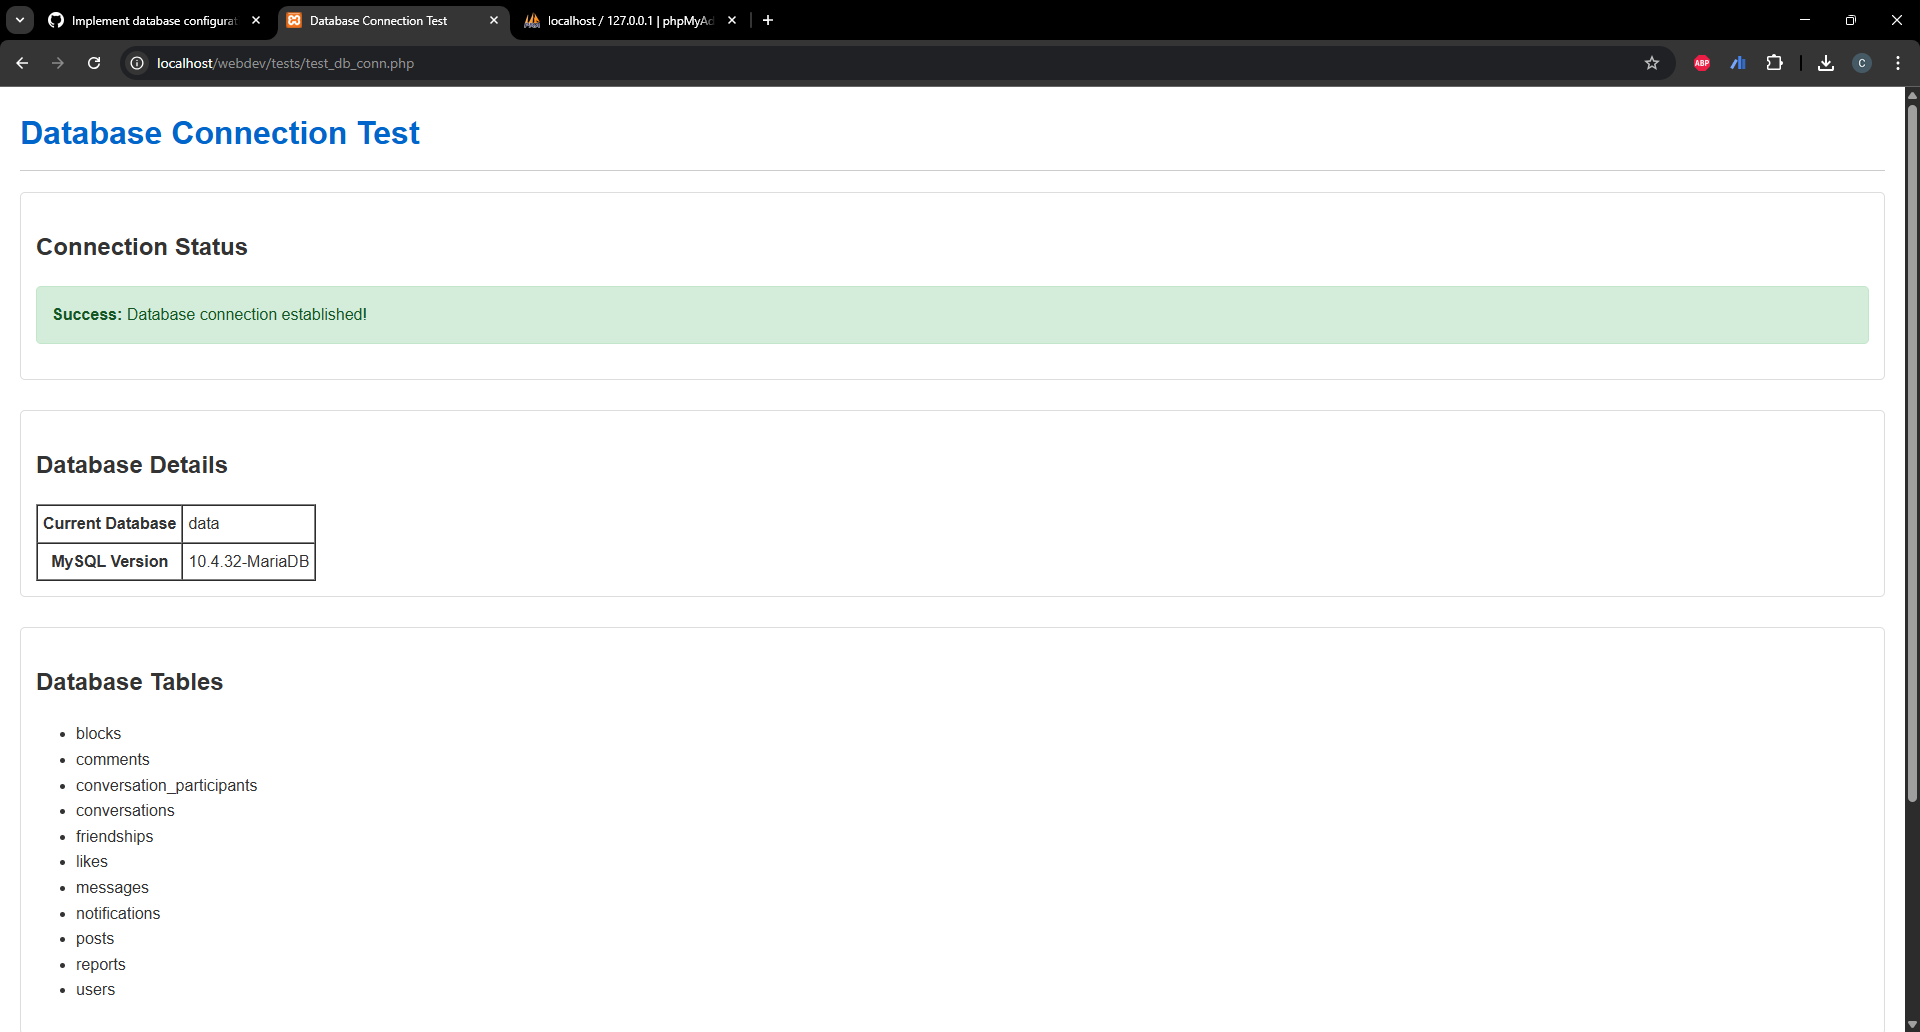 Implement database configurat
Database Connection Test
localhost / 127.0.0.1 | phpMyAd
localhost/webdev/tests/test_db_conn.php
ABP
C
Database Connection Test
Connection Status
Success: Database connection established!
Database Details
Current Database data
MySQL Version 10.4.32-MariaDB
Database Tables
blocks
comments
conversation_participants
conversations
friendships
likes
messages
notifications
posts
reports
users